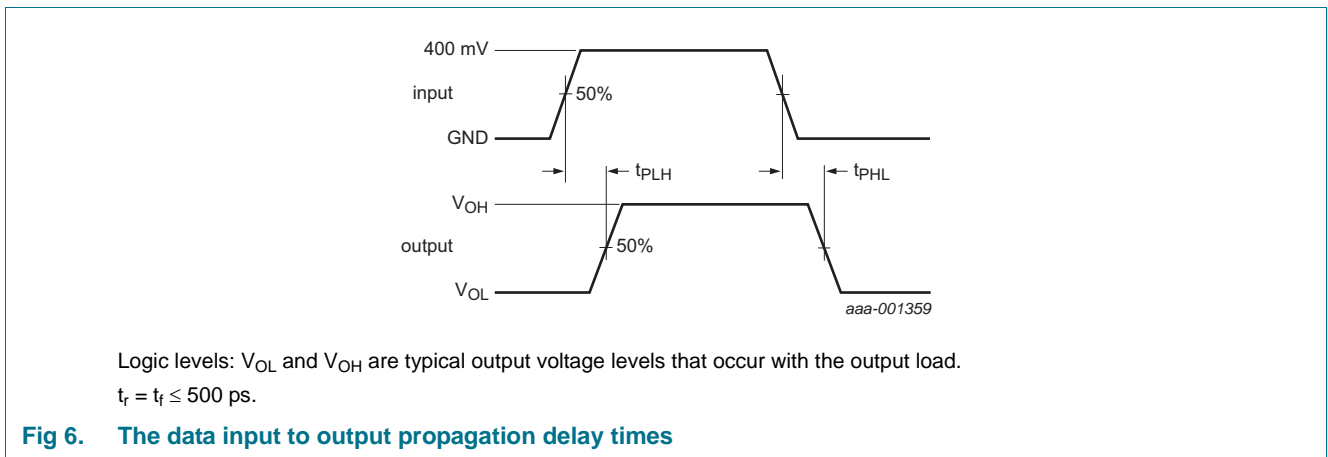 400 mV
input
50%
GND
tPLH
tPHL
VOH
output
50%
VOL
aaa-001359
Logic levels: VOL and VOH are typical output voltage levels that occur with the output load.
tr = tf ≤ 500 ps.
Fig 6. The data input to output propagation delay times